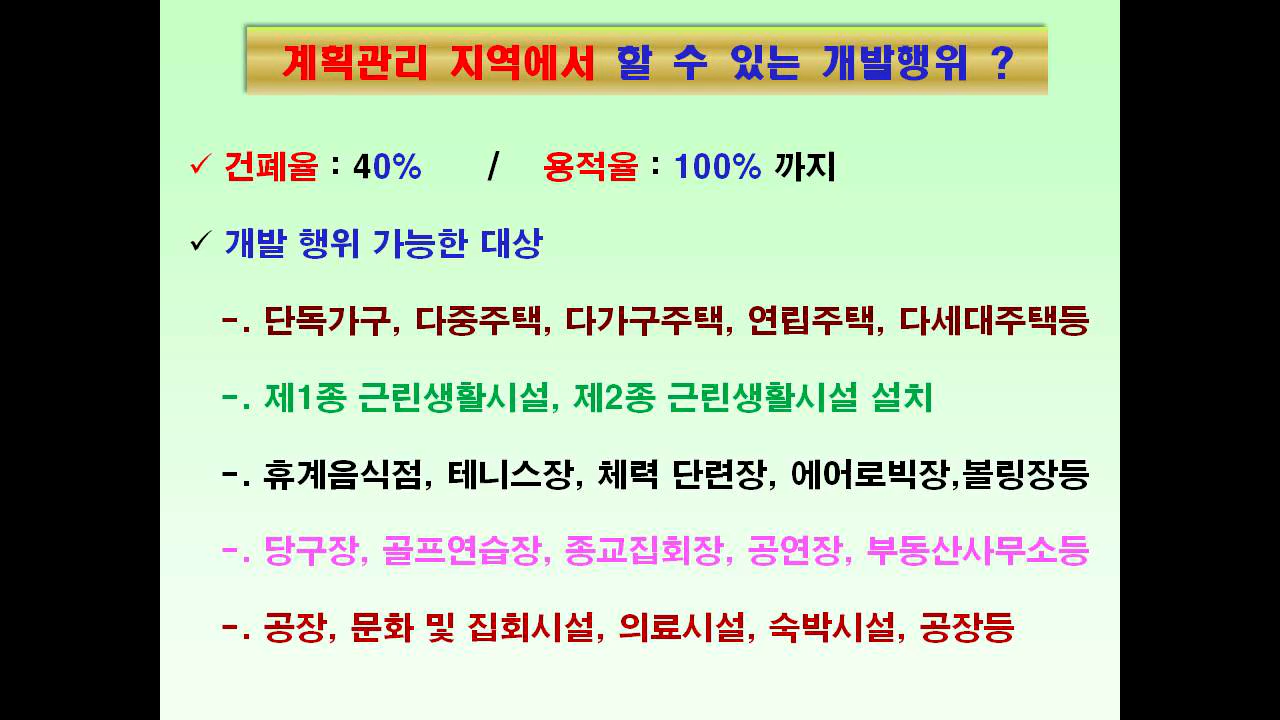 계획관리 지역에서 할 수 있는 개발행위 ?
✓ 건폐율 : 40% / 용적율 : 100% 까지
✓ 개발 행위 가능한 대상
-. 단독가구, 다중주택, 다가구주택, 연립주택, 다세대주택등
-. 제1종 근린생활시설, 제2종 근린생활시설 설치
-. 휴계음식점, 테니스장, 체력 단련장, 에어로빅장,볼링장등
-. 당구장, 골프연습장, 종교집회장, 공연장, 부동산사무소등
-. 공장, 문화 및 집회시설, 의료시설, 숙박시설, 공장등